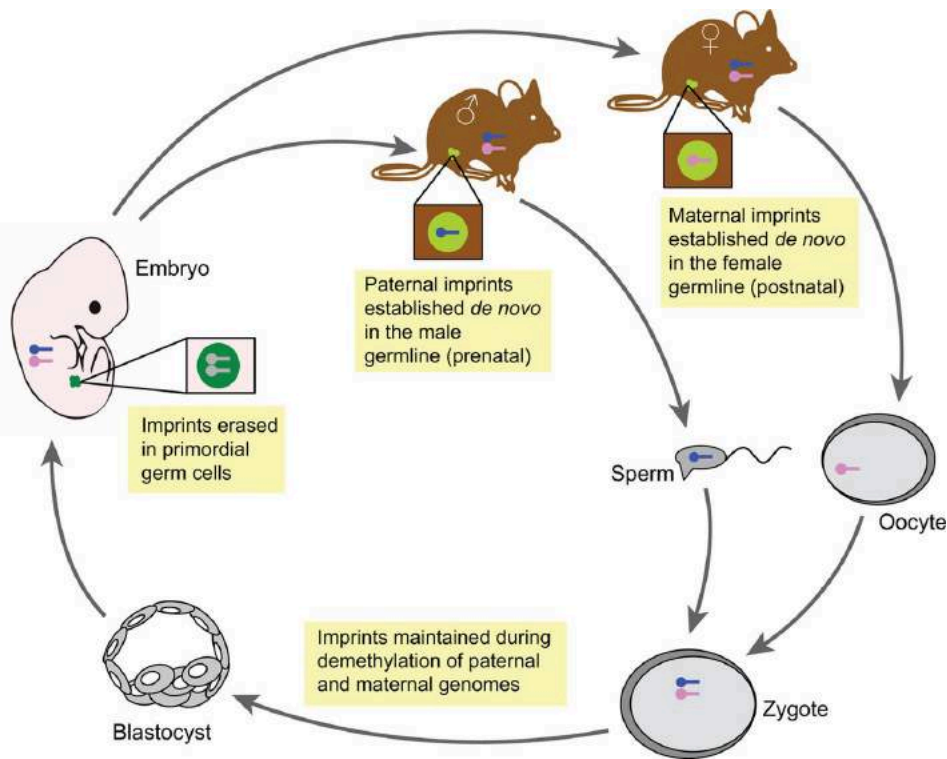 ♂
♀
Maternal imprints
established de novo
in the female
germline (postnatal)
Paternal imprints
established de novo
in the male
germline (prenatal)
Embryo
Imprints erased
in primordial
germ cells
Sperm
Oocyte
Imprints maintained during
demethylation of paternal
and maternal genomes
Zygote
Blastocyst